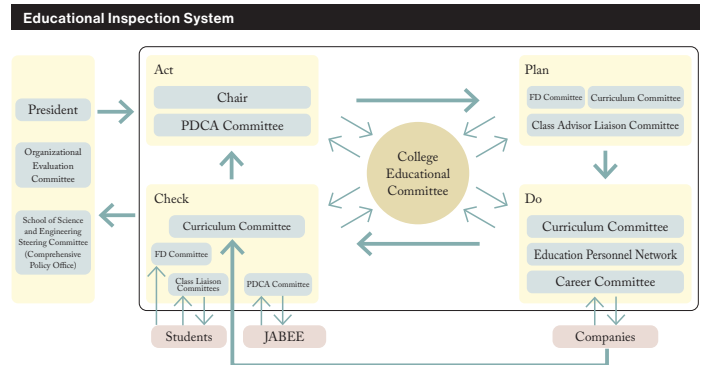 Educational Inspection System
President
Organizational
Evaluation
Committee
School of Science
and Engineering
Steering Committee
(Comprehensive
Policy Office)
Act
Chair
PDCA Committee
Plan
FD Committee
Curriculum Committee
Class Advisor Liaison Committee
College
Educational
Committee
Check
Curriculum Committee
FD Committee
Class Liaison
Committees
PDCA Committee
Do
Curriculum Committee
Education Personnel Network
Career Committee
Students
JABEE
Companies